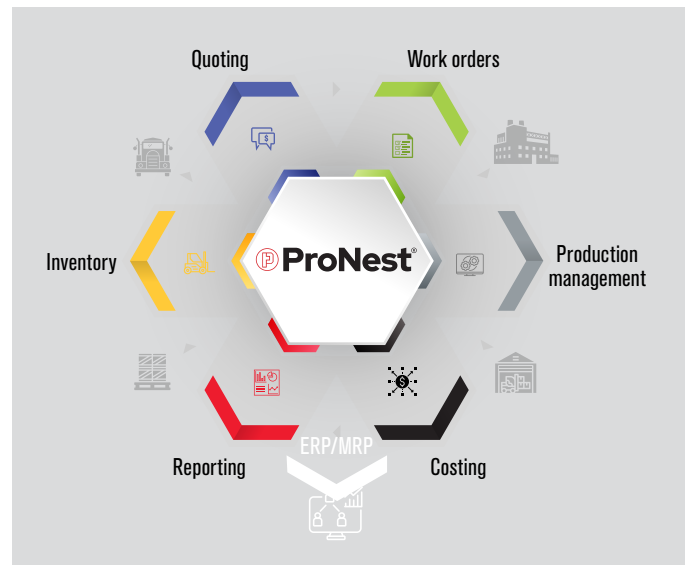 Quoting
Work orders
Inventory
ProNest®
Production
management
Reporting
ERP/MRP
Costing